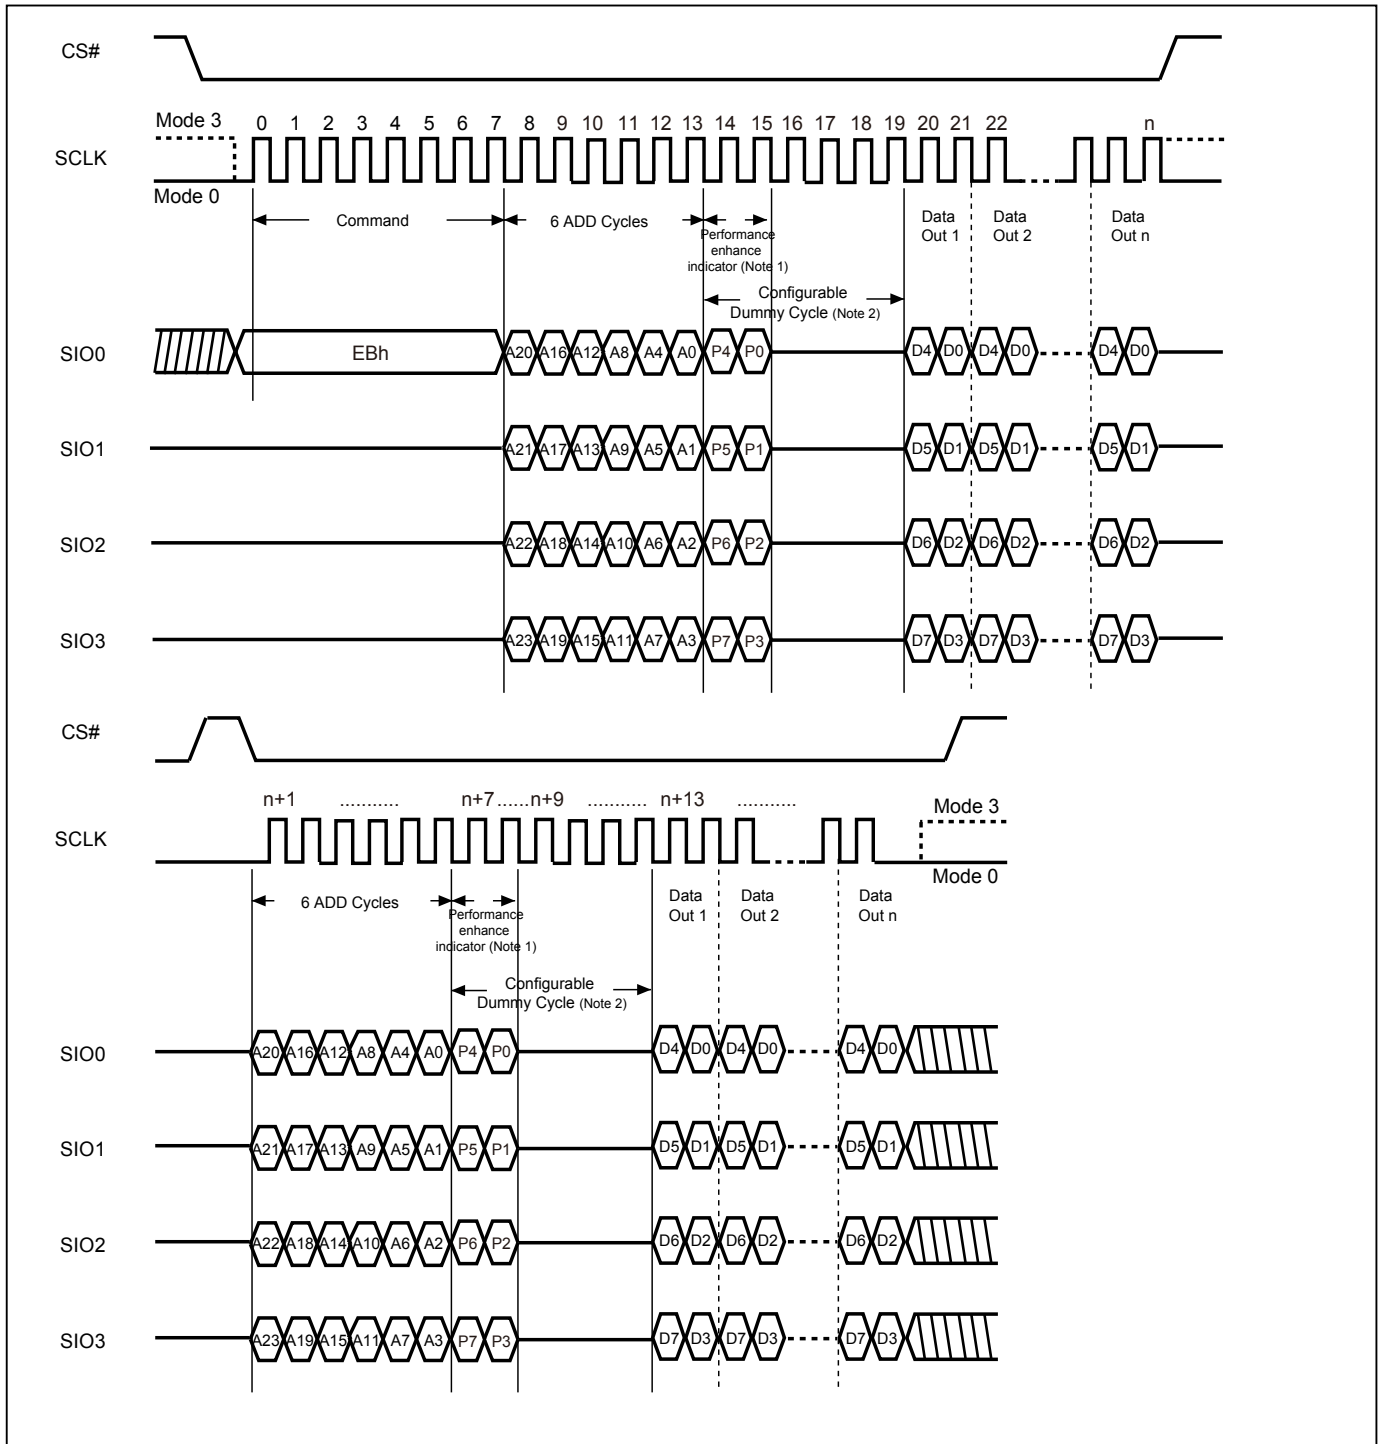 CS#
Mode 3 0 1 2 3 4 5 6 7 8 9 10 11 12 13 14 15 16 17 18 19 20 21 22 n
SCLK
Mode 0
Command 6 ADD Cycles Performance enhance indicator (Note 1) Data Out 1 Data Out 2 Data Out n
Configurable Dummy Cycle (Note 2)
SIO0 EBh A20 A16 A12 A8 A4 A0 P4 P0 D4 D0 D4 D0 D4 D0
SIO1 A21 A17 A13 A9 A5 A1 P5 P1 D5 D1 D5 D1 D5 D1
SIO2 A22 A18 A14 A10 A6 A2 P6 P2 D6 D2 D6 D2 D6 D2
SIO3 A23 A19 A15 A11 A7 A3 P7 P3 D7 D3 D7 D3 D7 D3
CS#
n+1 ........... n+7 ......n+9 ........... n+13 ........... Mode 3
SCLK
Mode 0
6 ADD Cycles Performance enhance indicator (Note 1) Data Out 1 Data Out 2 Data Out n
Configurable Dummy Cycle (Note 2)
SIO0 A20 A16 A12 A8 A4 A0 P4 P0 D4 D0 D4 D0 D4 D0
SIO1 A21 A17 A13 A9 A5 A1 P5 P1 D5 D1 D5 D1 D5 D1
SIO2 A22 A18 A14 A10 A6 A2 P6 P2 D6 D2 D6 D2 D6 D2
SIO3 A23 A19 A15 A11 A7 A3 P7 P3 D7 D3 D7 D3 D7 D3